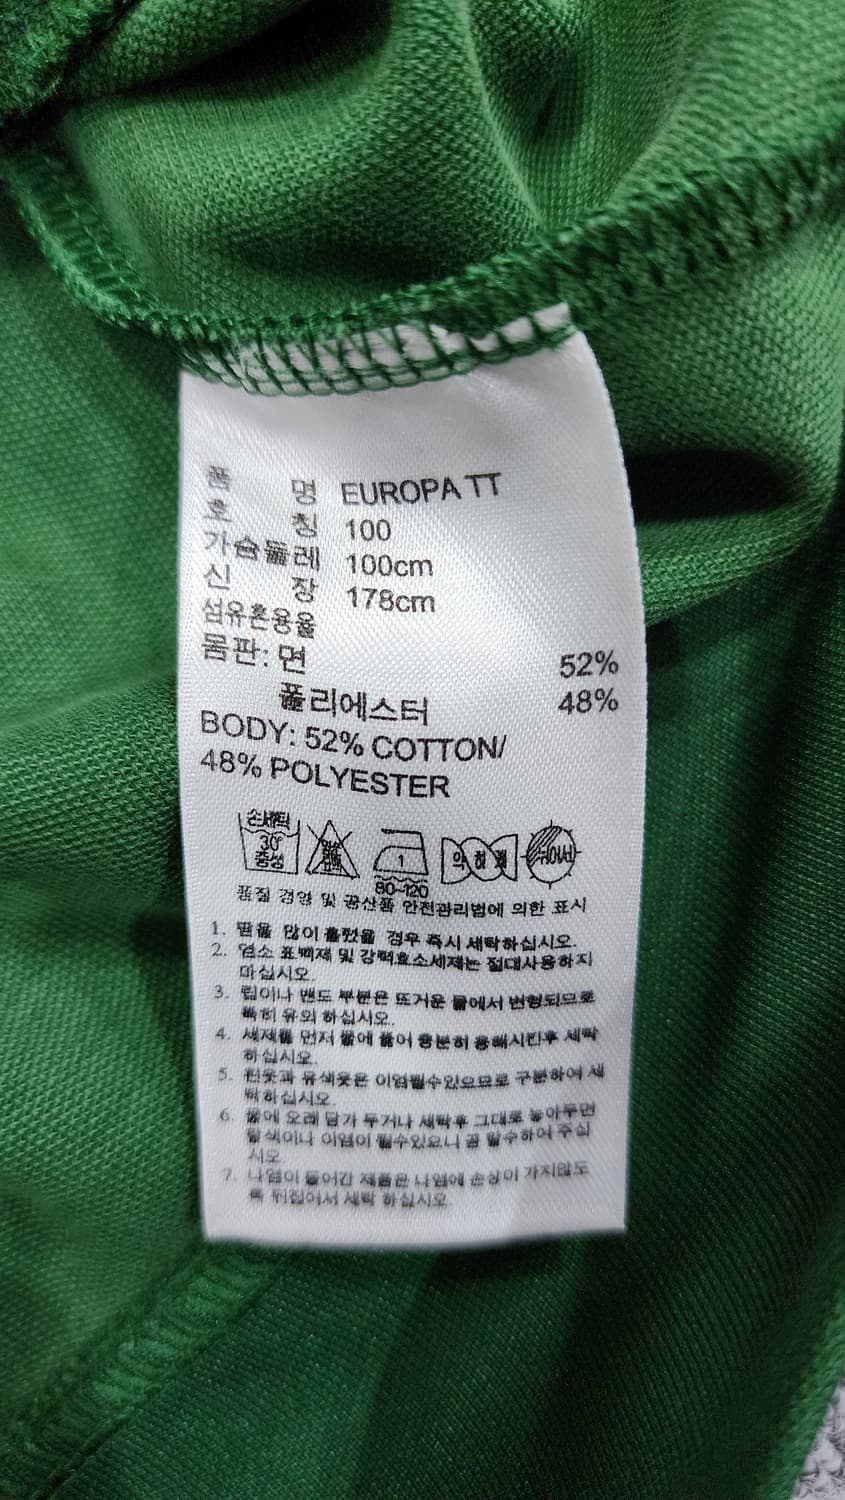 품 명 EUROPA TT
호 칭 100
가슴둘레 100cm
신 장 178cm
섬유혼용율
몸판: 면 52%
폴리에스터 48%
BODY: 52% COTTON/
48% POLYESTER
손세탁
30°
중성
염소
표백
1
80~120
약하게
뉘어서
품질 경영 및 공산품 안전관리법에 의한 표시
1. 땀을 많이 흘렸을 경우 즉시 세탁하십시오.
2. 염소 표백제 및 강력효소세제는 절대사용하지
마십시오.
3. 립이나 밴드 부분은 뜨거운 물에서 변형되므로
특히 유의 하십시오.
4. 세제를 먼저 물에 풀어 충분히 용해시킨후 세탁
하십시오.
5. 흰옷과 유색옷은 이염될수있으므로 구분하여 세
탁하십시오.
6. 물에 오래 담가 두거나 세탁후 그대로 놓아두면
탈색이나 이염이 될수있으니 곧 탈수하여 주십
시오
7. 나염이 들어간 제품은 나염에 손상이 가지않도
록 뒤집어서 세탁 하십시오.